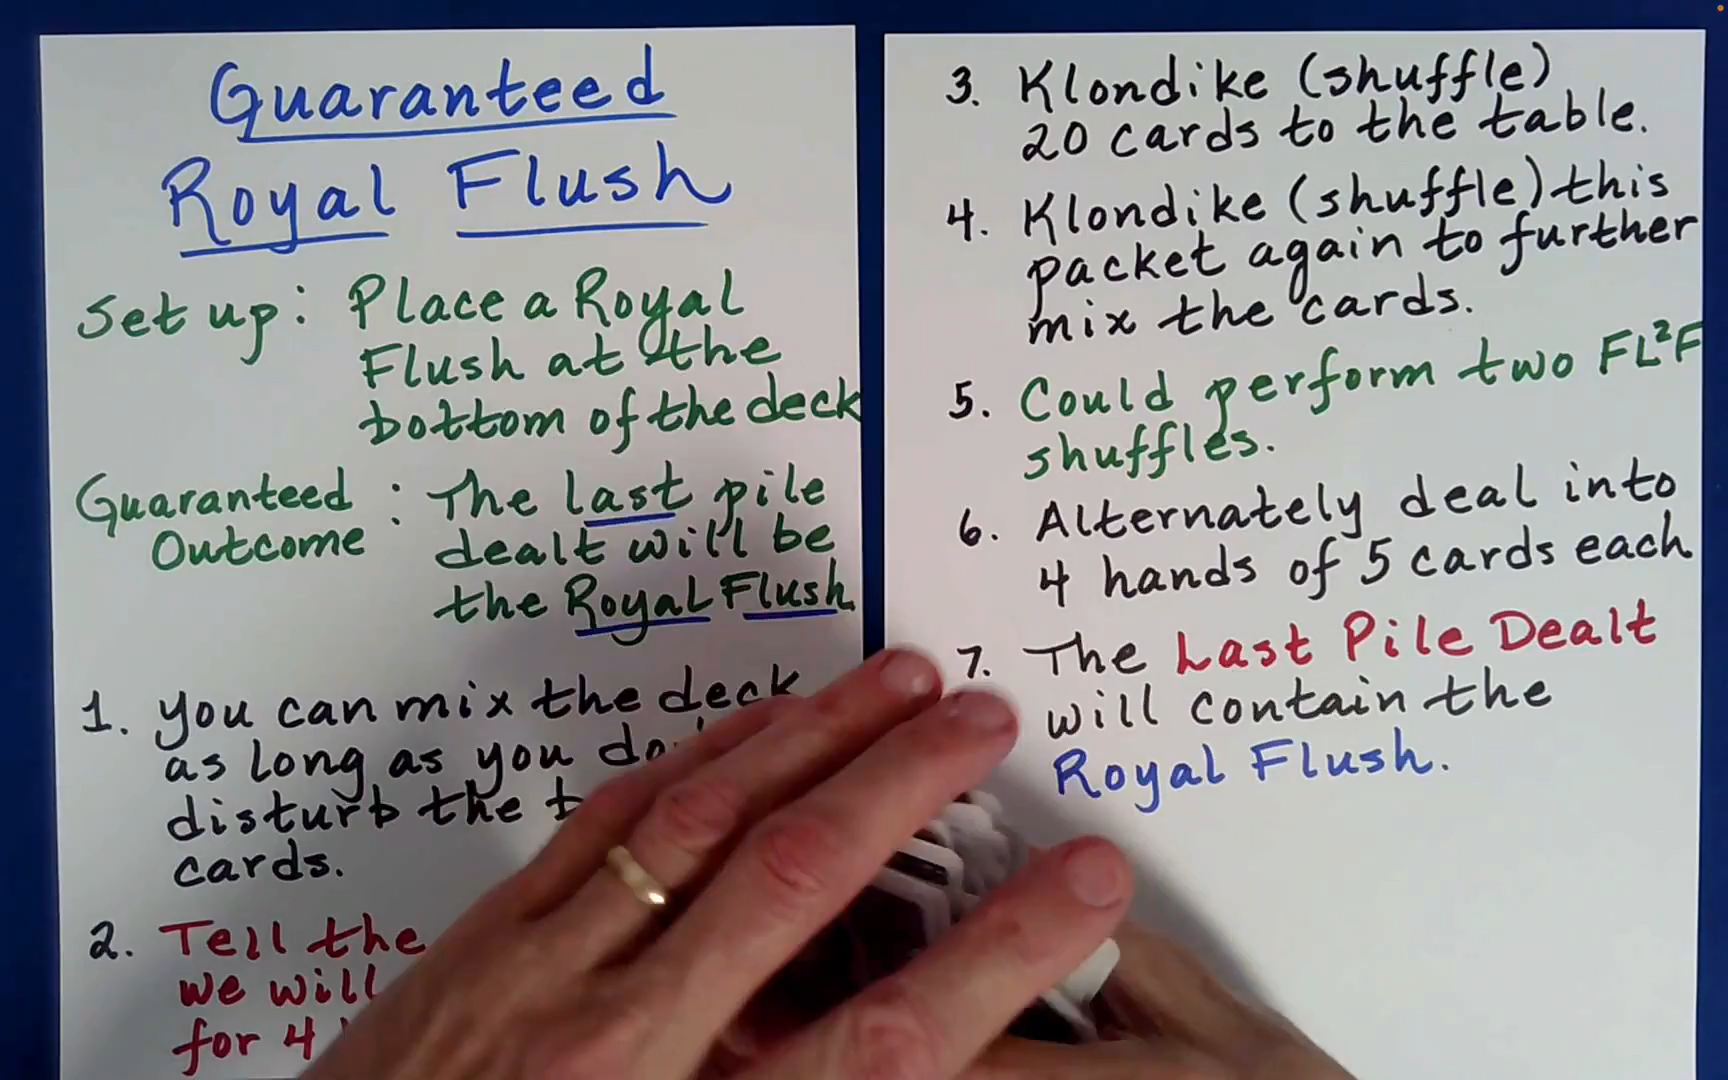 Guaranteed
Royal Flush
Set up: Place a Royal
Flush at the
bottom of the deck
Guaranteed Outcome: The last pile
dealt will be
the Royal Flush
1. You can mix the deck
as long as you
disturb the
cards.
2. Tell the
we will
for 4
3. Klondike (shuffle)
20 cards to the table.
4. Klondike (shuffle) this
packet again to further
mix the cards.
5. Could perform two FL²F
shuffles.
6. Alternately deal into
4 hands of 5 cards each
7. The Last Pile Dealt
will contain the
Royal Flush.